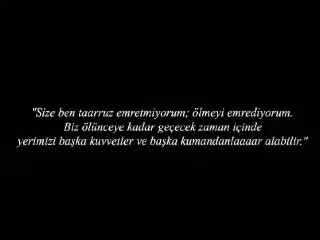 "Size ben taarruz emretmiyorum; ölmeyi emrediyorum.
Biz ölünceye kadar geçecek zaman içinde
yerimizi başka kuvvetler ve başka kumandanlaaaar alabilir."